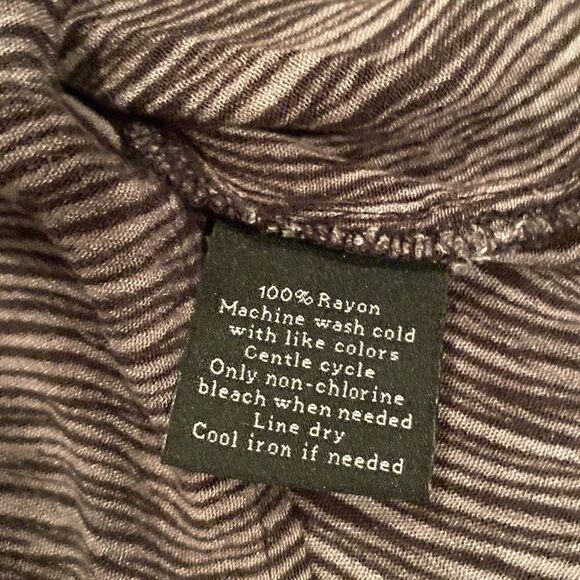 100% Rayon
Machine wash cold
with like colors
Gentle cycle
Only non-chlorine
bleach when needed
Line dry
Cool iron if needed